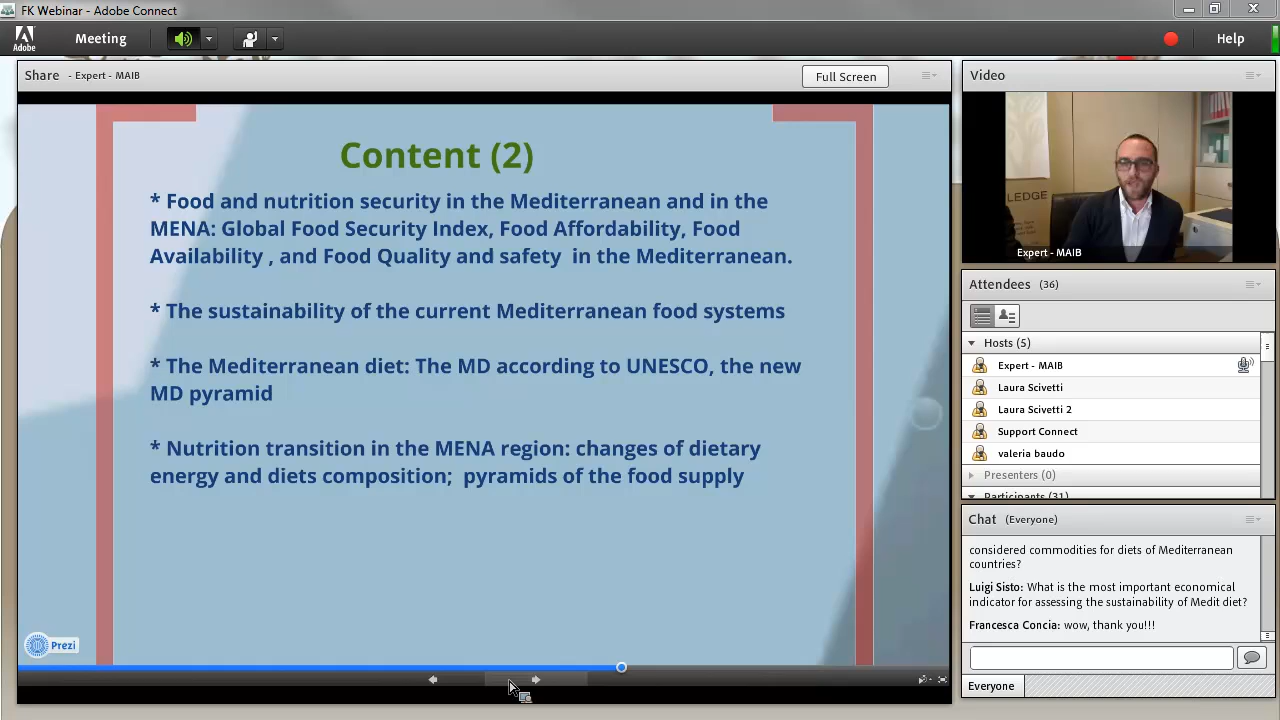 FK Webinar - Adobe Connect
Adobe
Meeting
Help
Share - Expert - MAIB
Full Screen
Content (2)
* Food and nutrition security in the Mediterranean and in the
MENA: Global Food Security Index, Food Affordability, Food
Availability , and Food Quality and safety in the Mediterranean.
* The sustainability of the current Mediterranean food systems
* The Mediterranean diet: The MD according to UNESCO, the new
MD pyramid
* Nutrition transition in the MENA region: changes of dietary
energy and diets composition; pyramids of the food supply
Prezi
Video
LEDGE
Expert - MAIB
Attendees (36)
Hosts (5)
Expert - MAIB
Laura Scivetti
Laura Scivetti 2
Support Connect
valeria baudo
Presenters (0)
Participants (31)
Chat (Everyone)
considered commodities for diets of Mediterranean
countries?
Luigi Sisto: What is the most important economical
indicator for assessing the sustainability of Medit diet?
Francesca Concia: wow, thank you!!!
Everyone